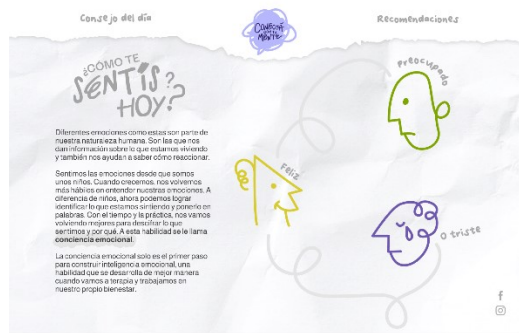 Consejo del día
CONECTÁ
MENTE
Recomendaciones
¿CÓMO TE
SENTÍS
HOY?
Preocupado
Feliz
O triste
Diferentes emociones como estas son parte de
nuestra naturaleza humana. Son las que nos
dan información sobre lo que estamos viviendo
y también nos ayudan a saber cómo reaccionar.
Sentimos las emociones desde que somos
unos niños. Cuando crecemos, nos volvemos
más hábiles en entender nuestras emociones. A
diferencia de niños, ahora podemos lograr
identificar lo que estamos sintiendo y ponerlo en
palabras. Con el tiempo y la práctica, nos vamos
volviendo mejores para descifrar lo que
sentimos y por qué. A esta habilidad se le llama
conciencia emocional.
La conciencia emocional solo es el primer paso
para construir inteligencia emocional, una
habilidad que se desarrolla de mejor manera
cuando vamos a terapia y trabajamos en
nuestro propio bienestar.